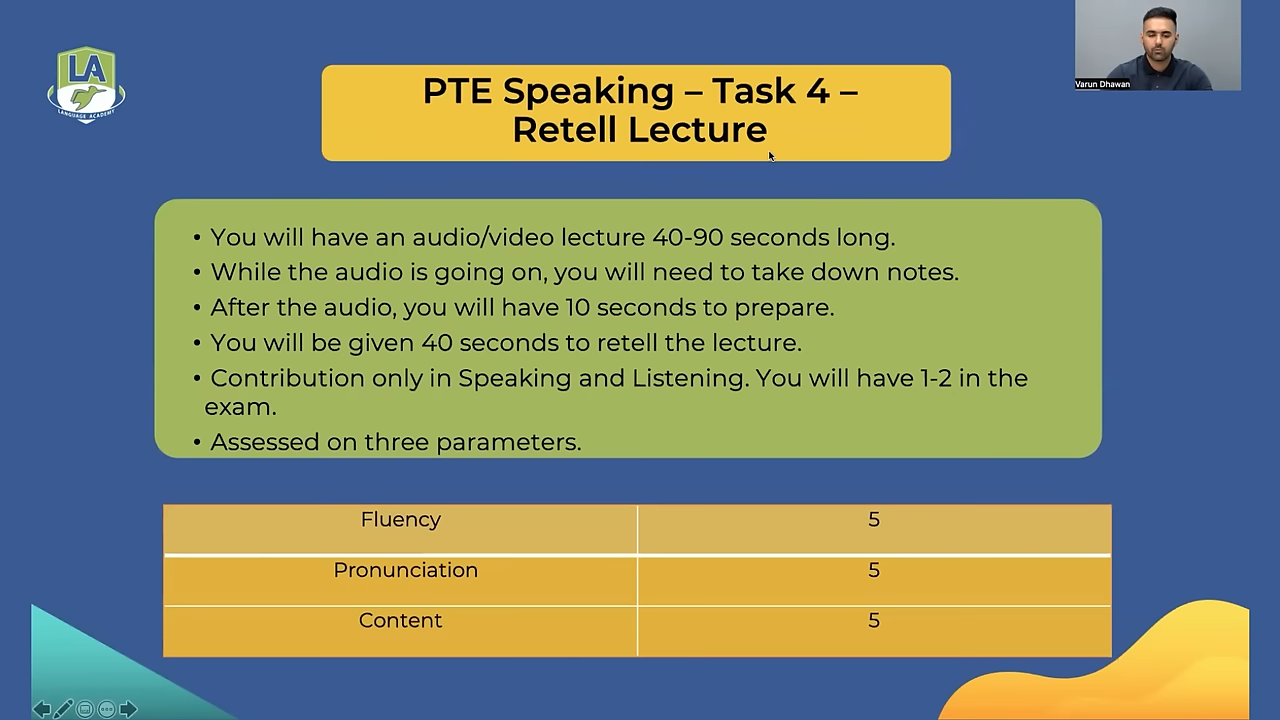 LA
LANGUAGE ACADEMY
Varun Dhawan
PTE Speaking – Task 4 –
Retell Lecture
• You will have an audio/video lecture 40-90 seconds long.
• While the audio is going on, you will need to take down notes.
• After the audio, you will have 10 seconds to prepare.
• You will be given 40 seconds to retell the lecture.
• Contribution only in Speaking and Listening. You will have 1-2 in the
exam.
• Assessed on three parameters.
Fluency 5
Pronunciation 5
Content 5